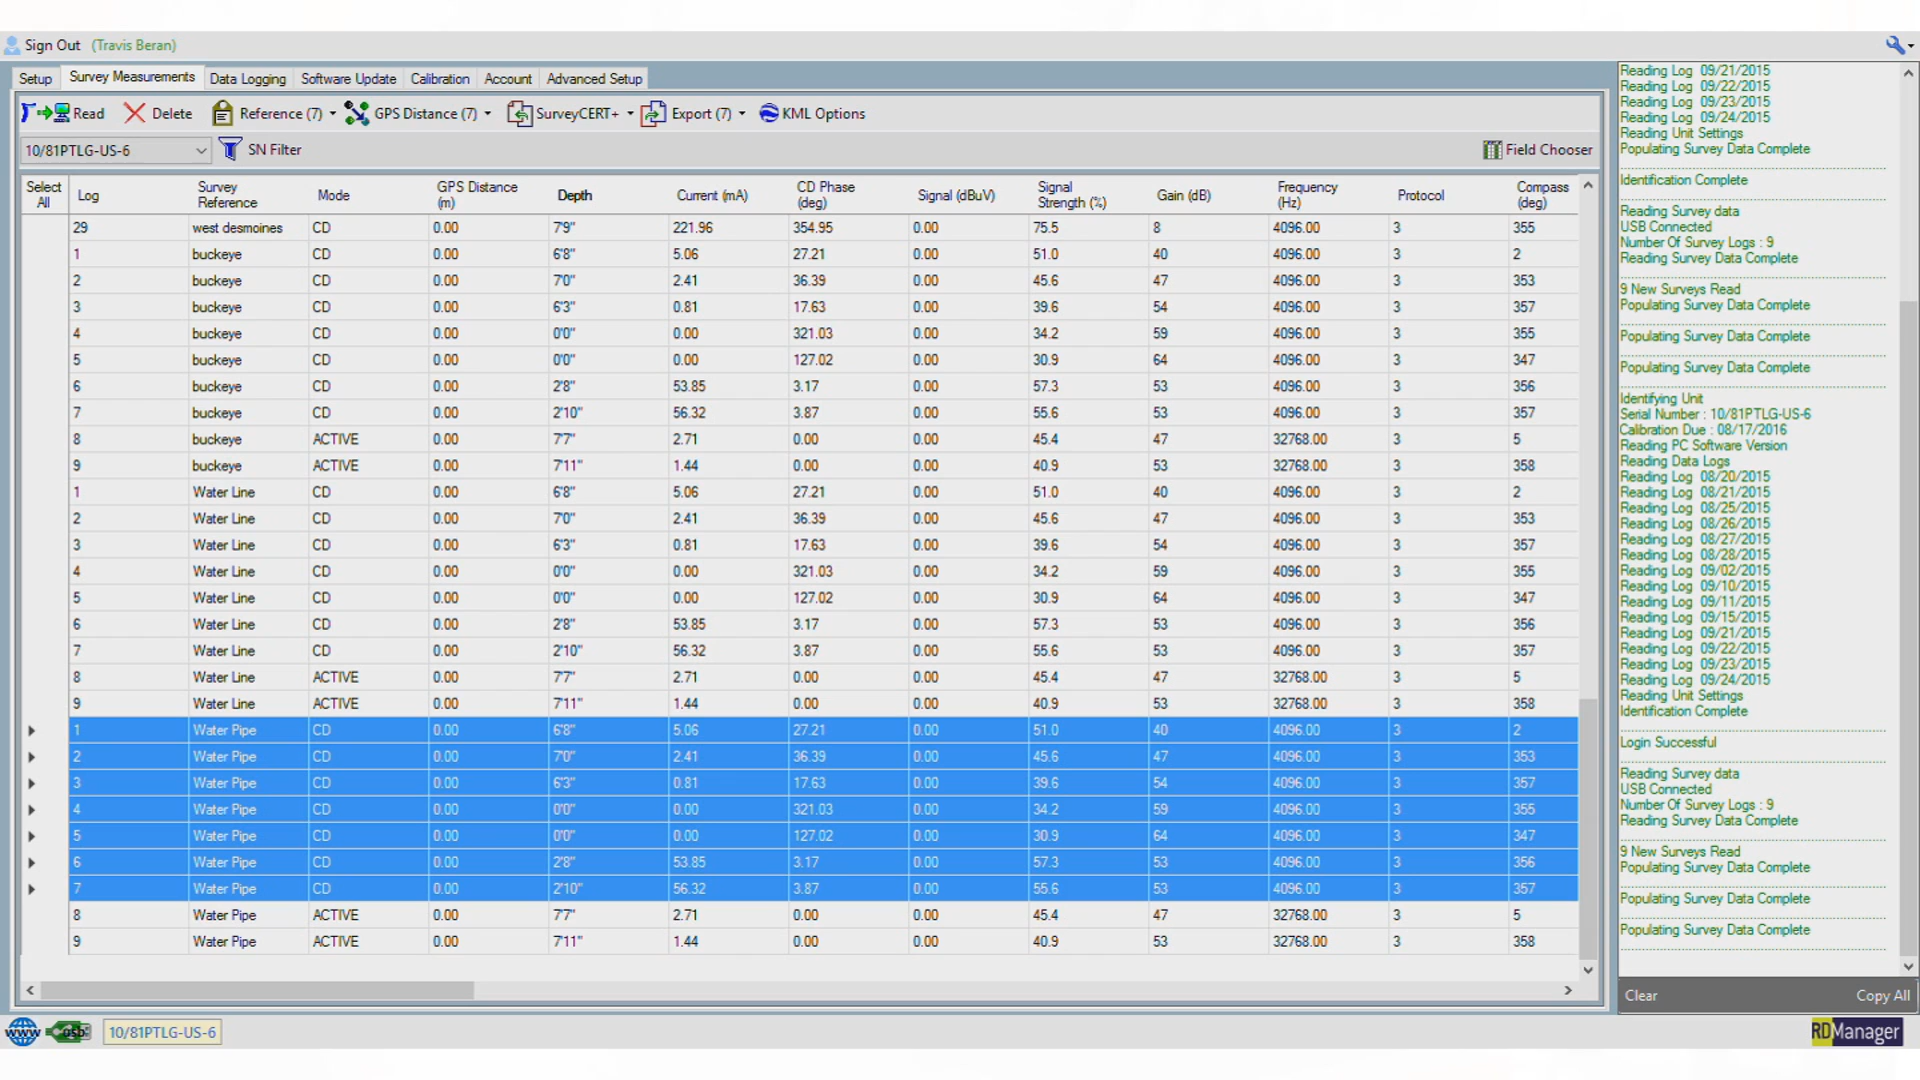 Sign Out (Travis Beran)
Setup Survey Measurements Data Logging Software Update Calibration Account Advanced Setup
Read Delete Reference (7) GPS Distance (7) SurveyCERT+ Export (7) KML Options
10/81PTLG-US-6 SN Filter Field Chooser
Select All Log Survey Reference Mode GPS Distance (m) Depth Current (mA) CD Phase (deg) Signal (dBuV) Signal Strength (%) Gain (dB) Frequency (Hz) Protocol Compass (deg)
29 west desmoines CD 0.00 7'9" 221.96 354.95 0.00 75.5 8 4096.00 3 355
1 buckeye CD 0.00 6'8" 5.06 27.21 0.00 51.0 40 4096.00 3 2
2 buckeye CD 0.00 7'0" 2.41 36.39 0.00 45.6 47 4096.00 3 353
3 buckeye CD 0.00 6'3" 0.81 17.63 0.00 39.6 54 4096.00 3 357
4 buckeye CD 0.00 0'0" 0.00 321.03 0.00 34.2 59 4096.00 3 355
5 buckeye CD 0.00 0'0" 0.00 127.02 0.00 30.9 64 4096.00 3 347
6 buckeye CD 0.00 2'8" 53.85 3.17 0.00 57.3 53 4096.00 3 356
7 buckeye CD 0.00 2'10" 56.32 3.87 0.00 55.6 53 4096.00 3 357
8 buckeye ACTIVE 0.00 7'7" 2.71 0.00 0.00 45.4 47 32768.00 3 5
9 buckeye ACTIVE 0.00 7'11" 1.44 0.00 0.00 40.9 53 32768.00 3 358
1 Water Line CD 0.00 6'8" 5.06 27.21 0.00 51.0 40 4096.00 3 2
2 Water Line CD 0.00 7'0" 2.41 36.39 0.00 45.6 47 4096.00 3 353
3 Water Line CD 0.00 6'3" 0.81 17.63 0.00 39.6 54 4096.00 3 357
4 Water Line CD 0.00 0'0" 0.00 321.03 0.00 34.2 59 4096.00 3 355
5 Water Line CD 0.00 0'0" 0.00 127.02 0.00 30.9 64 4096.00 3 347
6 Water Line CD 0.00 2'8" 53.85 3.17 0.00 57.3 53 4096.00 3 356
7 Water Line CD 0.00 2'10" 56.32 3.87 0.00 55.6 53 4096.00 3 357
8 Water Line ACTIVE 0.00 7'7" 2.71 0.00 0.00 45.4 47 32768.00 3 5
9 Water Line ACTIVE 0.00 7'11" 1.44 0.00 0.00 40.9 53 32768.00 3 358
1 Water Pipe CD 0.00 6'8" 5.06 27.21 0.00 51.0 40 4096.00 3 2
2 Water Pipe CD 0.00 7'0" 2.41 36.39 0.00 45.6 47 4096.00 3 353
3 Water Pipe CD 0.00 6'3" 0.81 17.63 0.00 39.6 54 4096.00 3 357
4 Water Pipe CD 0.00 0'0" 0.00 321.03 0.00 34.2 59 4096.00 3 355
5 Water Pipe CD 0.00 0'0" 0.00 127.02 0.00 30.9 64 4096.00 3 347
6 Water Pipe CD 0.00 2'8" 53.85 3.17 0.00 57.3 53 4096.00 3 356
7 Water Pipe CD 0.00 2'10" 56.32 3.87 0.00 55.6 53 4096.00 3 357
8 Water Pipe ACTIVE 0.00 7'7" 2.71 0.00 0.00 45.4 47 32768.00 3 5
9 Water Pipe ACTIVE 0.00 7'11" 1.44 0.00 0.00 40.9 53 32768.00 3 358
Reading Log 09/21/2015
Reading Log 09/22/2015
Reading Log 09/23/2015
Reading Log 09/24/2015
Reading Unit Settings
Populating Survey Data Complete
Identification Complete
Reading Survey data
USB Connected
Number Of Survey Logs : 9
Reading Survey Data Complete
9 New Surveys Read
Populating Survey Data Complete
Populating Survey Data Complete
Populating Survey Data Complete
Identifying Unit
Serial Number : 10/81PTLG-US-6
Calibration Due : 08/17/2016
Reading PC Software Version
Reading Data Logs
Reading Log 08/20/2015
Reading Log 08/21/2015
Reading Log 08/25/2015
Reading Log 08/26/2015
Reading Log 08/27/2015
Reading Log 08/28/2015
Reading Log 09/02/2015
Reading Log 09/10/2015
Reading Log 09/11/2015
Reading Log 09/15/2015
Reading Log 09/21/2015
Reading Log 09/22/2015
Reading Log 09/23/2015
Reading Log 09/24/2015
Reading Unit Settings
Identification Complete
Login Successful
Reading Survey data
USB Connected
Number Of Survey Logs : 9
Reading Survey Data Complete
9 New Surveys Read
Populating Survey Data Complete
Populating Survey Data Complete
Populating Survey Data Complete
Clear Copy All
www usb 10/81PTLG-US-6 RDManager